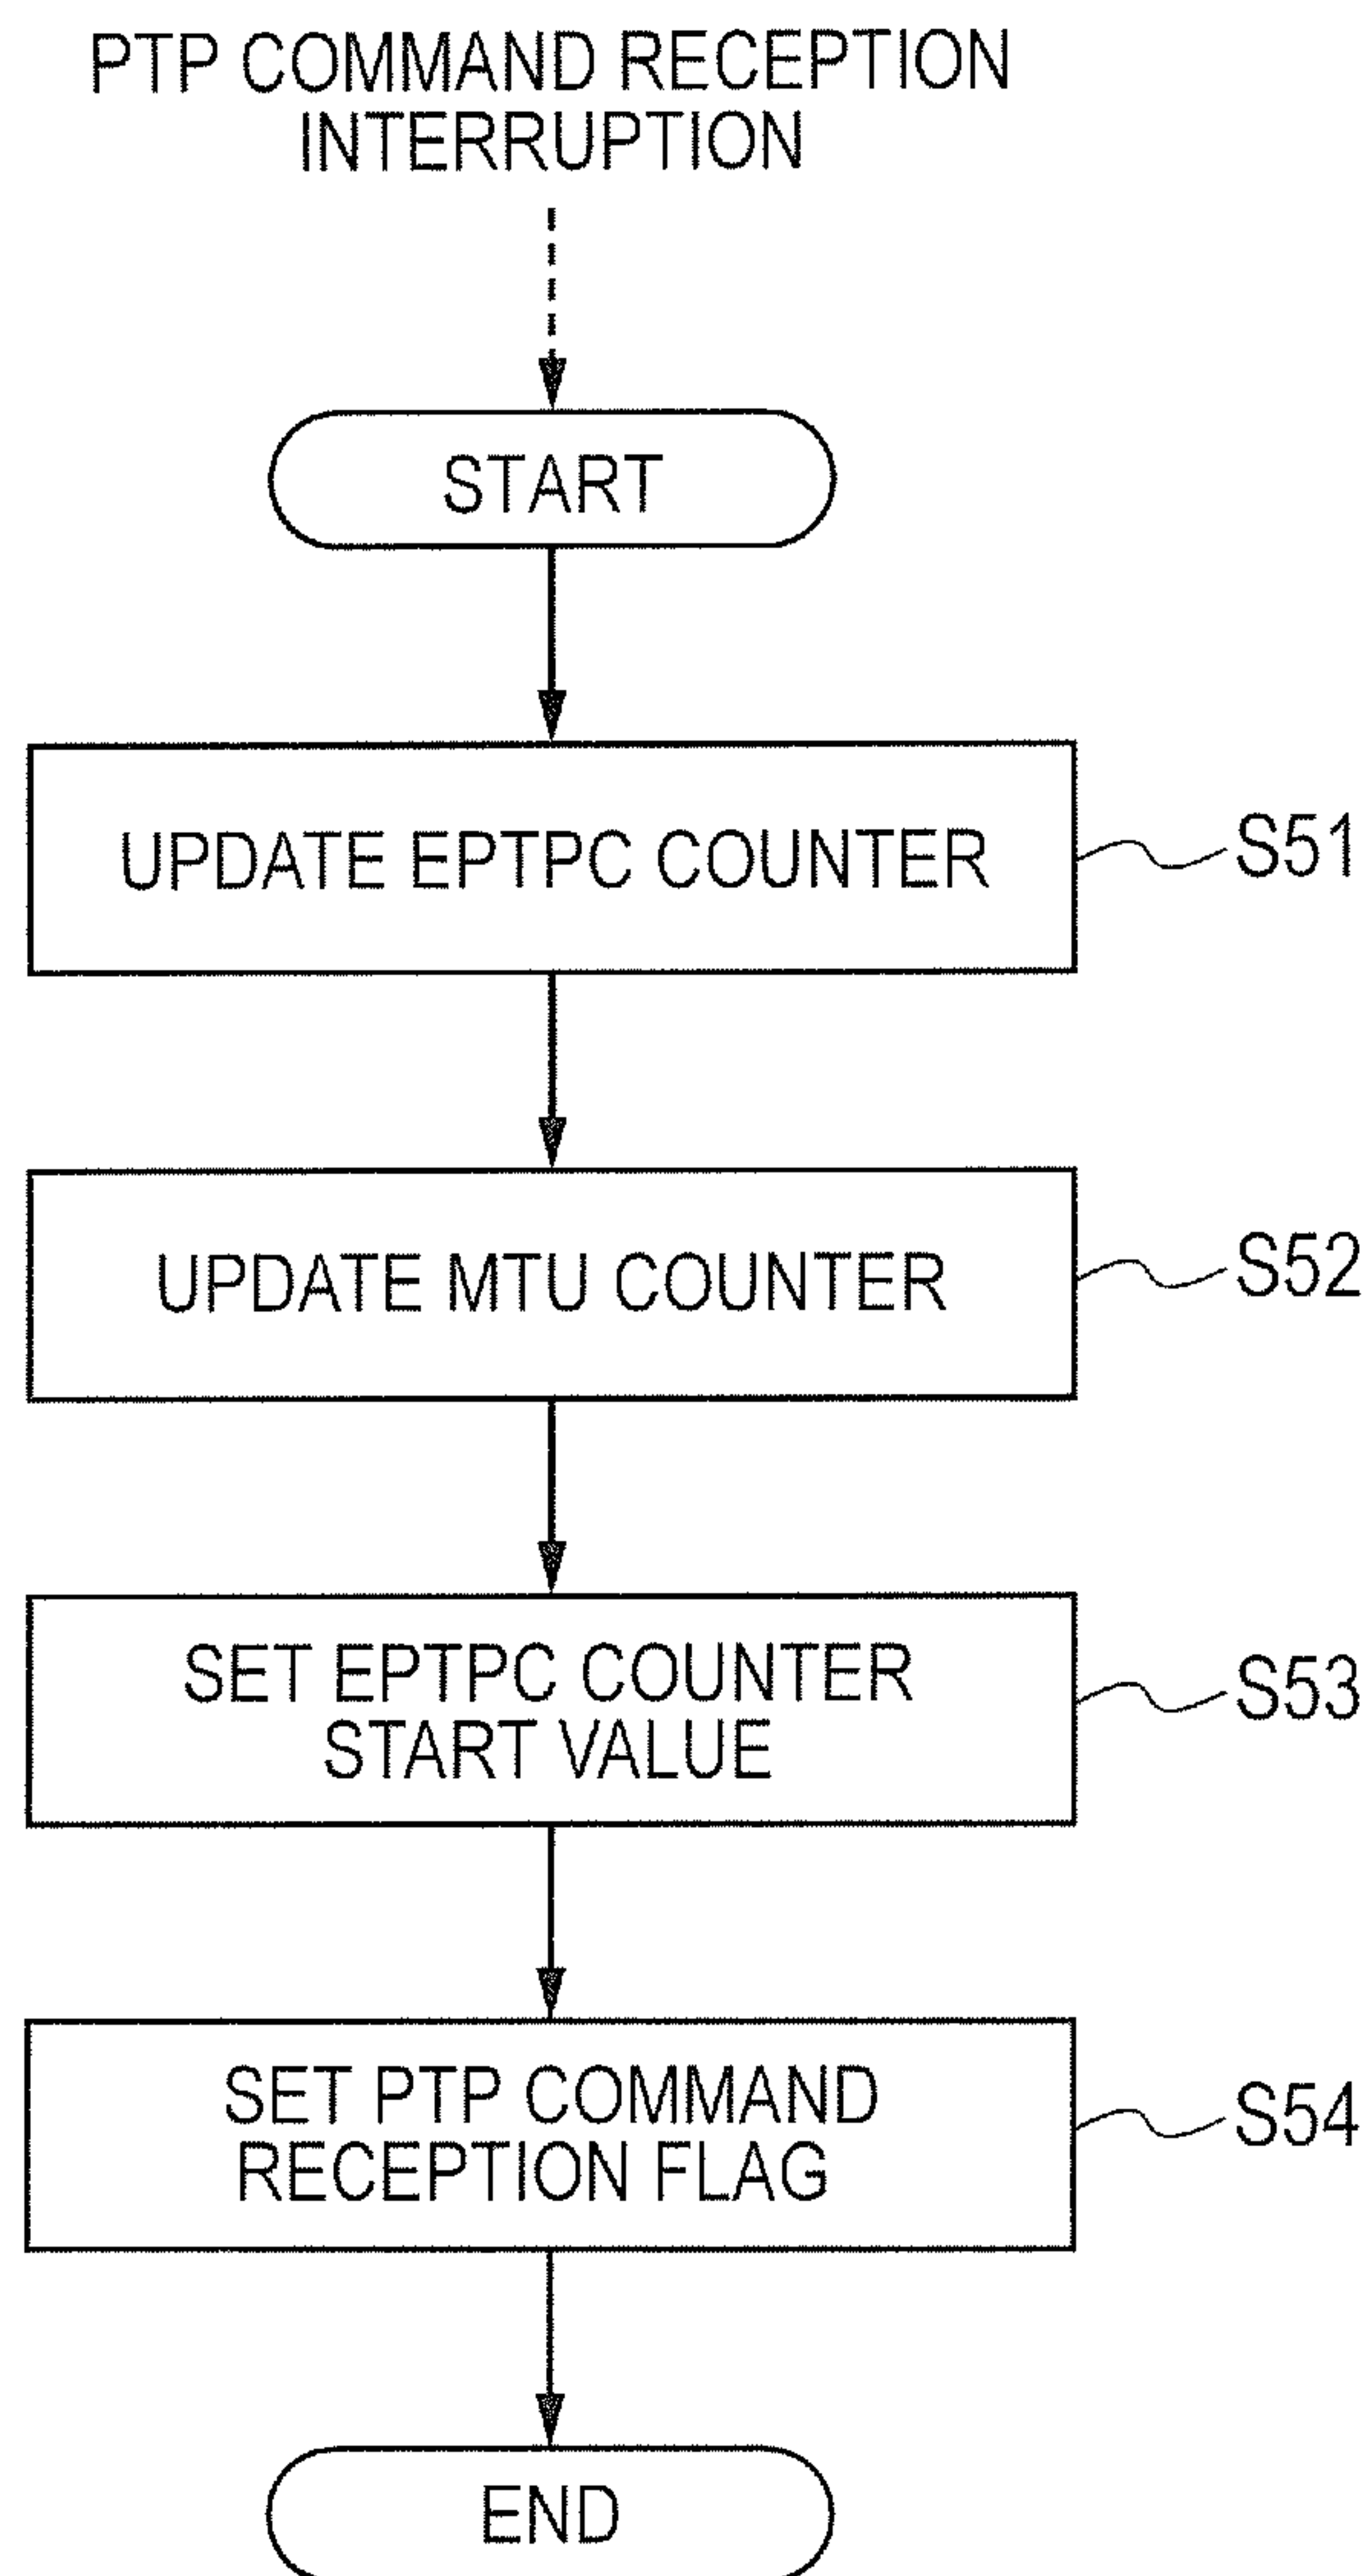 PTP COMMAND RECEPTION
INTERRUPTION
START
UPDATE EPTPC COUNTER
S51
UPDATE MTU COUNTER
S52
SET EPTPC COUNTER
START VALUE
S53
SET PTP COMMAND
RECEPTION FLAG
S54
END